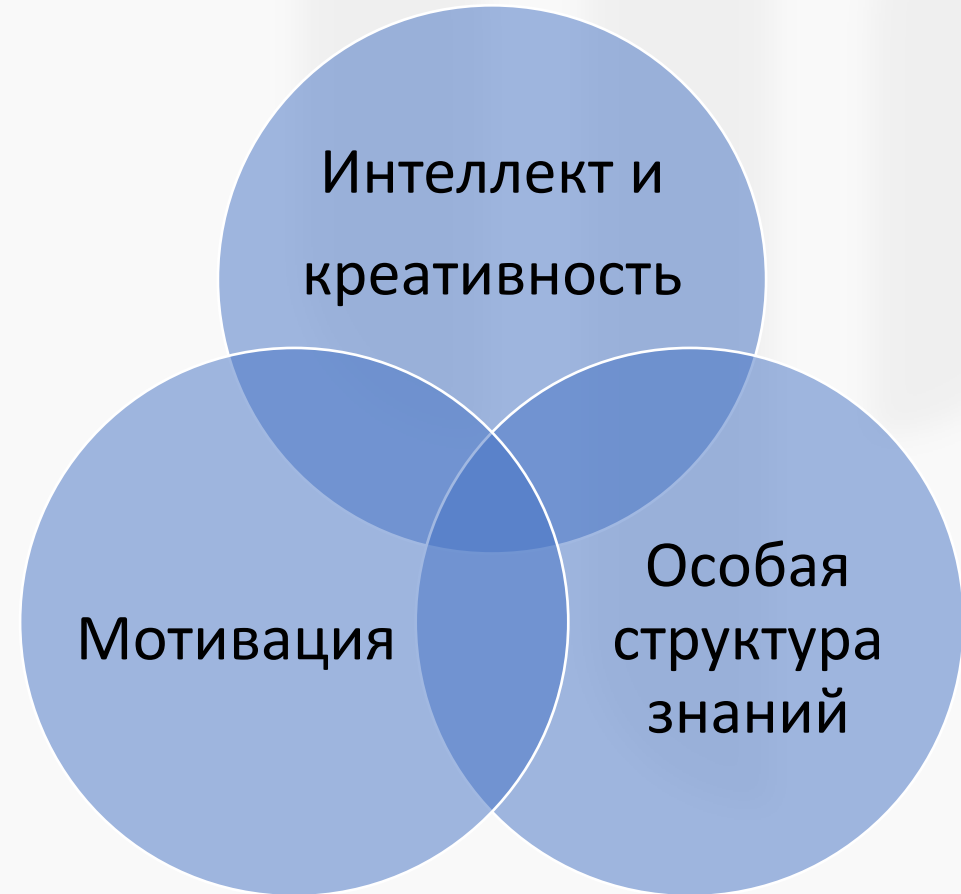 Интеллект и
креативность
Мотивация
Особая
структура
знаний